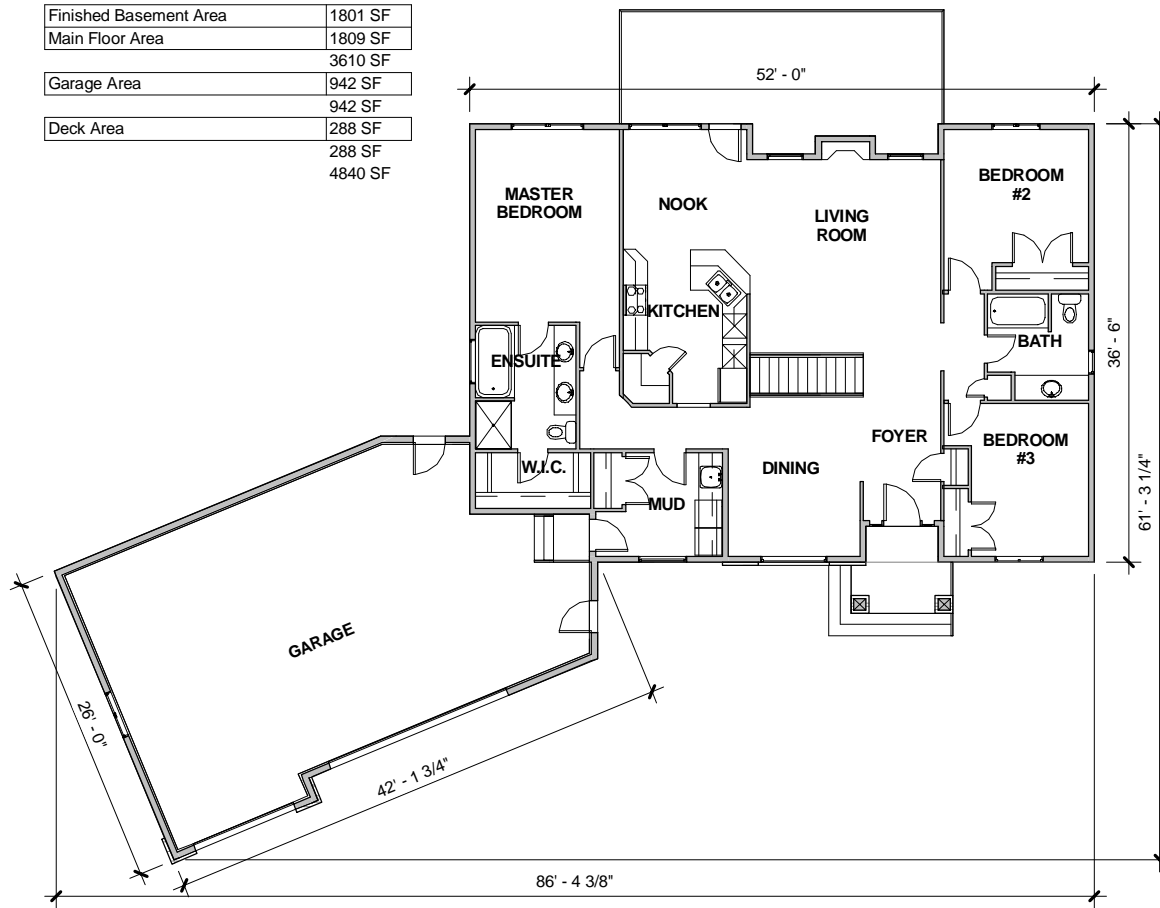 Finished Basement Area 1801 SF
Main Floor Area 1809 SF
3610 SF
Garage Area 942 SF
942 SF
Deck Area 288 SF
288 SF
4840 SF
52' - 0"
MASTER
BEDROOM
NOOK
LIVING
ROOM
BEDROOM
#2
KITCHEN
ENSUITE
BATH
36' - 6"
FOYER
BEDROOM
#3
DINING
W.I.C.
MUD
61' - 3 1/4"
GARAGE
26' - 0"
42' - 1 3/4"
86' - 4 3/8"